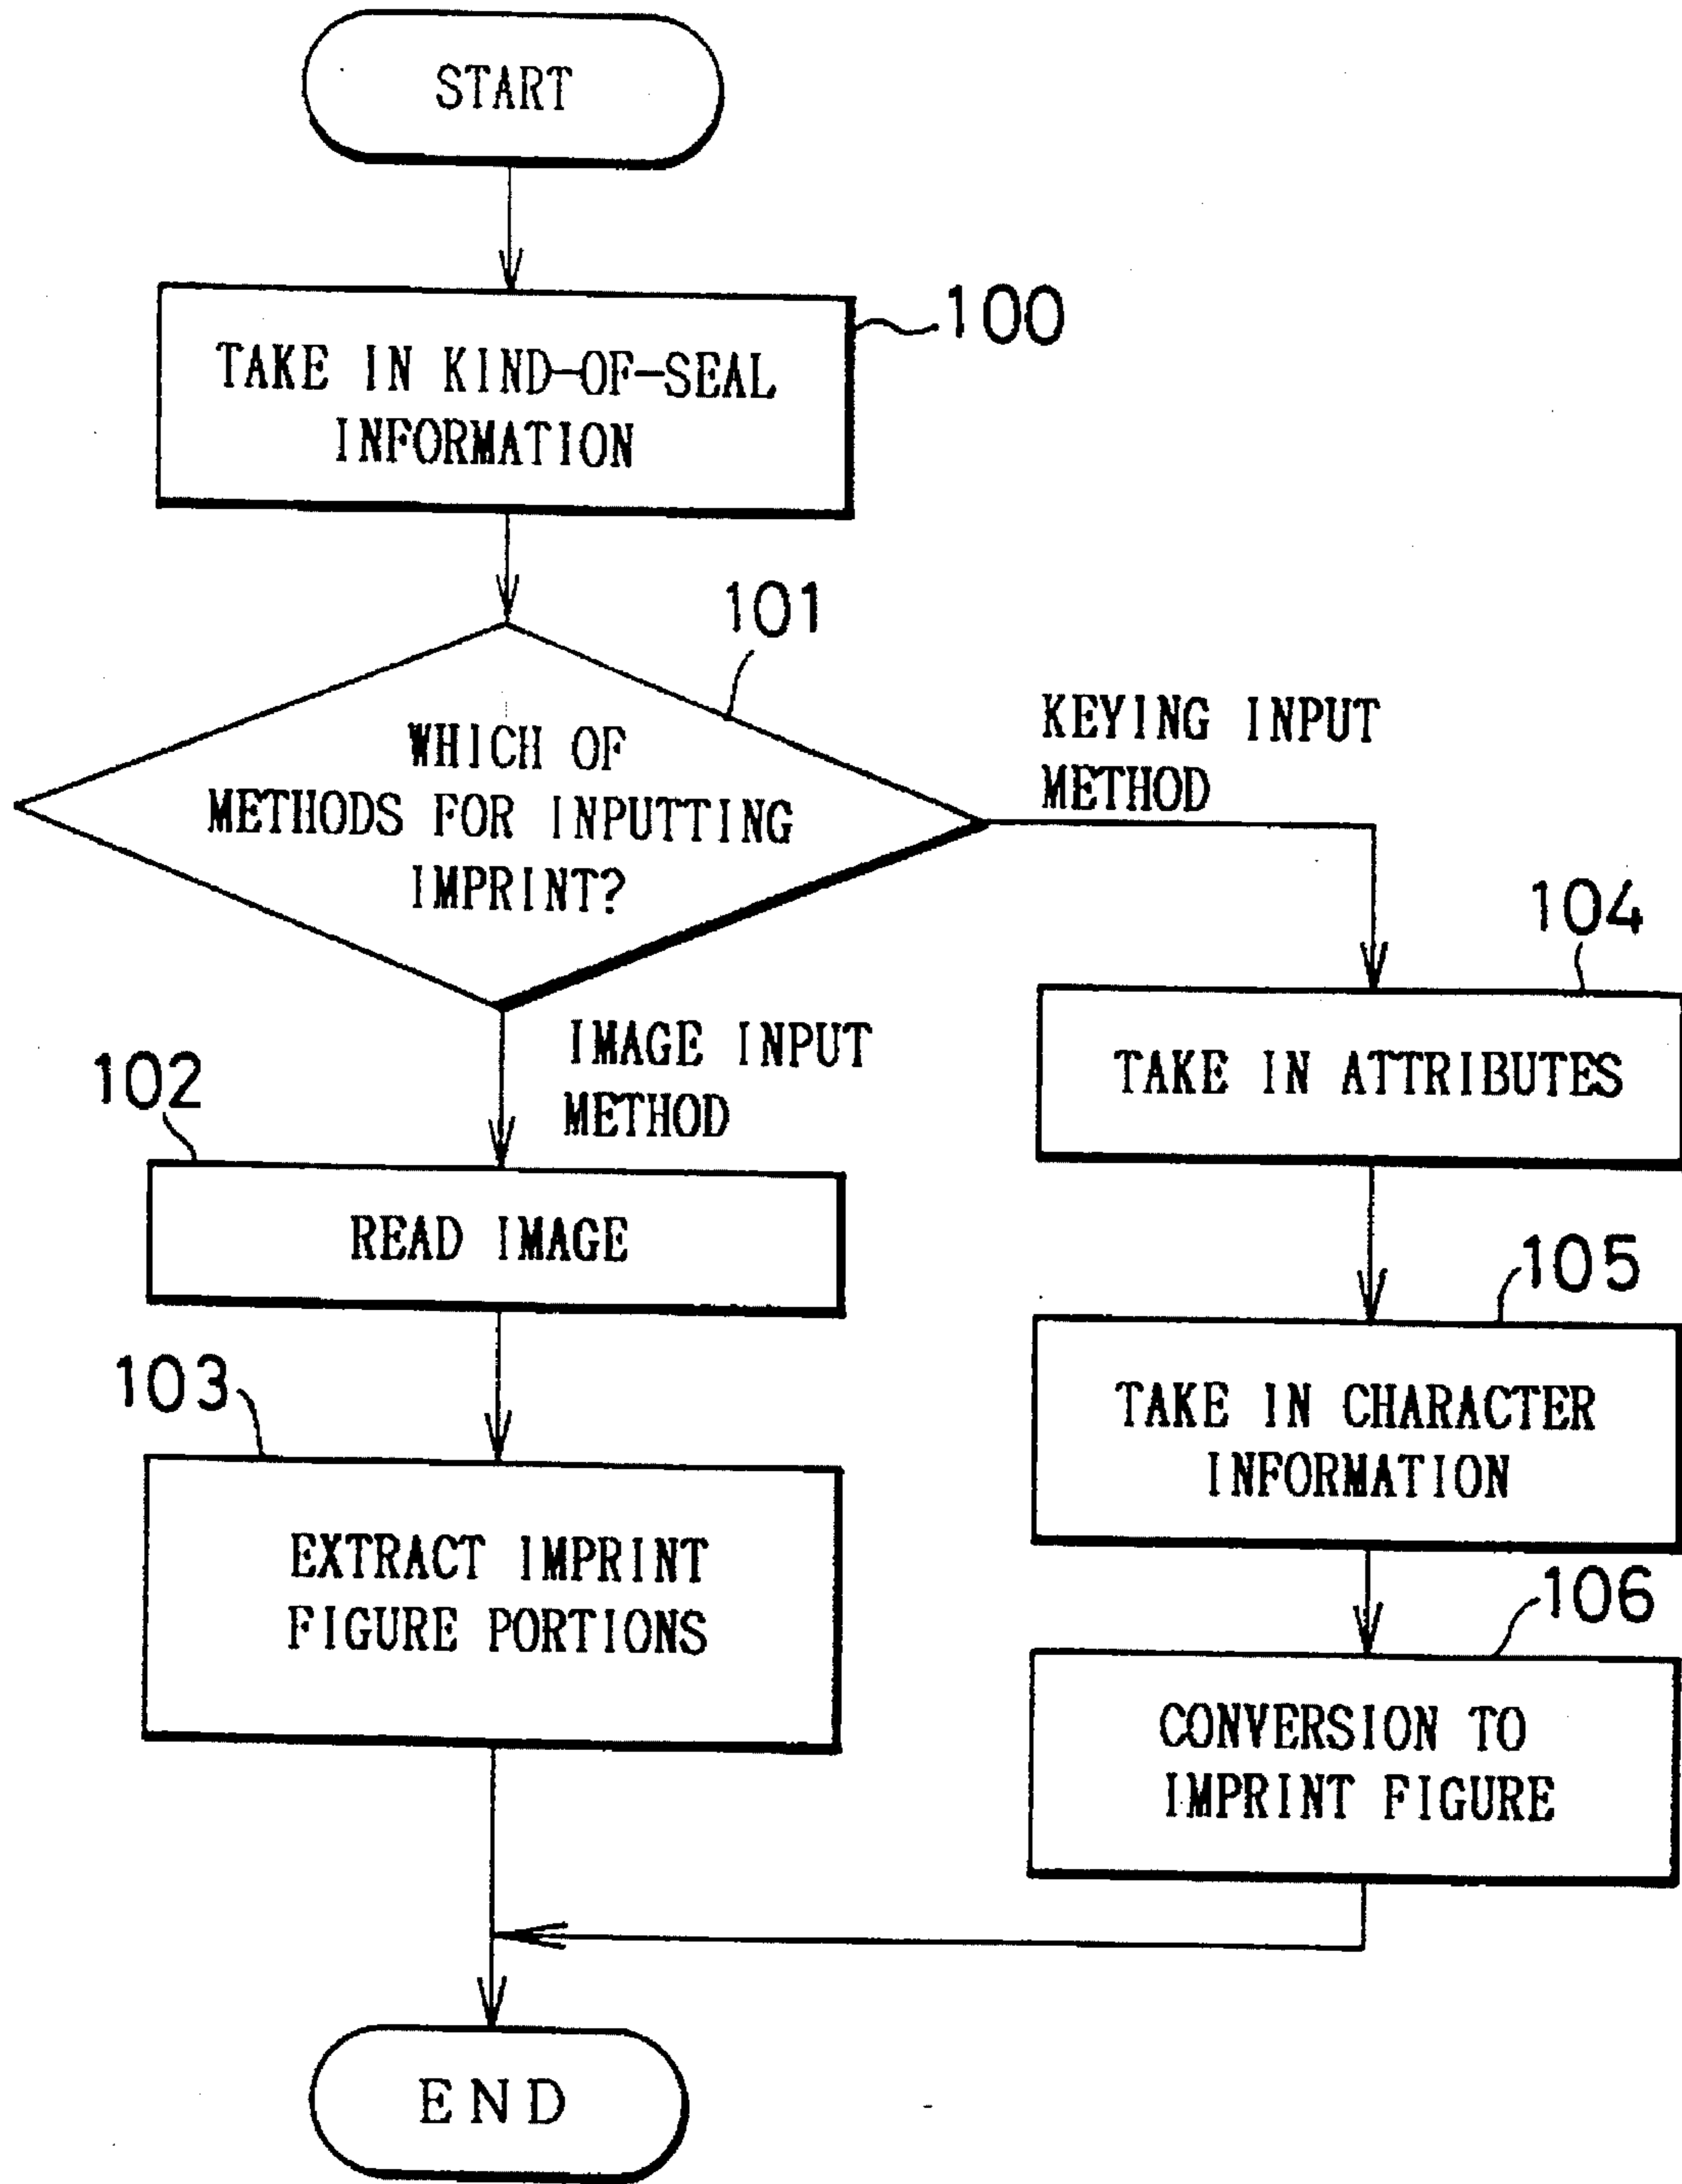 START
100
TAKE IN KIND-OF-SEAL
INFORMATION
101
WHICH OF
METHODS FOR INPUTTING
IMPRINT?
KEYING INPUT
METHOD
IMAGE INPUT
METHOD
102
READ IMAGE
103
EXTRACT IMPRINT
FIGURE PORTIONS
104
TAKE IN ATTRIBUTES
105
TAKE IN CHARACTER
INFORMATION
106
CONVERSION TO
IMPRINT FIGURE
END